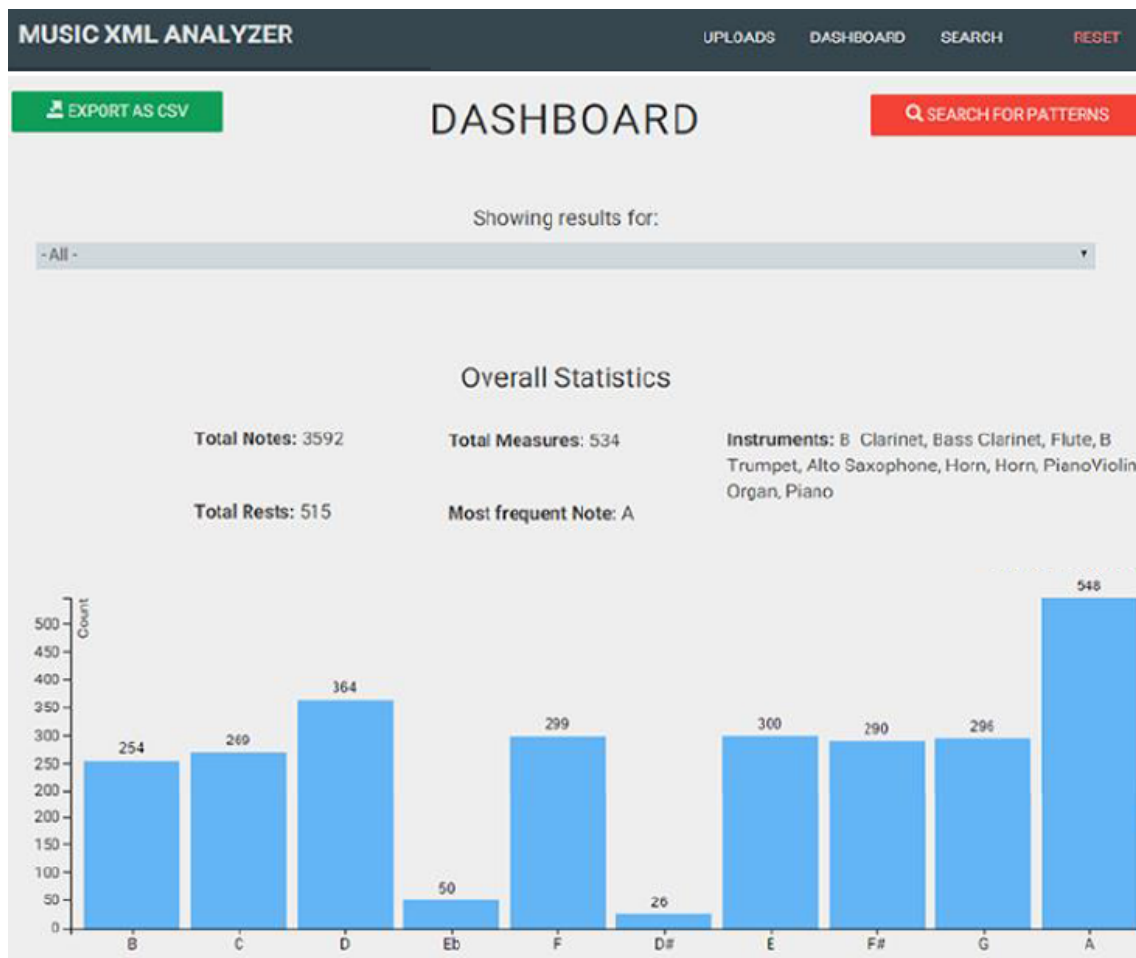 MUSIC XML ANALYZER
UPLOADS DASHBOARD SEARCH RESET
EXPORT AS CSV
DASHBOARD
SEARCH FOR PATTERNS
Showing results for:
- All -
Overall Statistics
Total Notes: 3592
Total Measures: 534
Instruments: B Clarinet, Bass Clarinet, Flute, B
Trumpet, Alto Saxophone, Horn, Horn, PianoViolin
Organ, Piano
Total Rests: 515
Most frequent Note: A
Count
500
450
400
350
300
250
200
200
150
100
50
0
254
269
364
50
299
26
300
290
296
548
B C D Eb F D# E F# G A